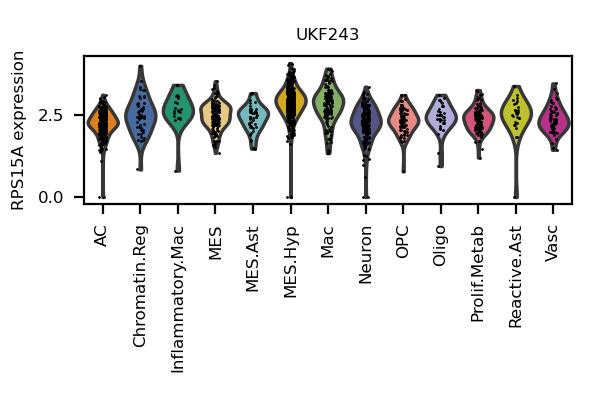 UKF243
RPS15A expression
2.5
0.0
AC
Chromatin.Reg
Inflammatory.Mac
MES
MES.Ast
MES.Hyp
Mac
Neuron
OPC
Oligo
Prolif.Metab
Reactive.Ast
Vasc